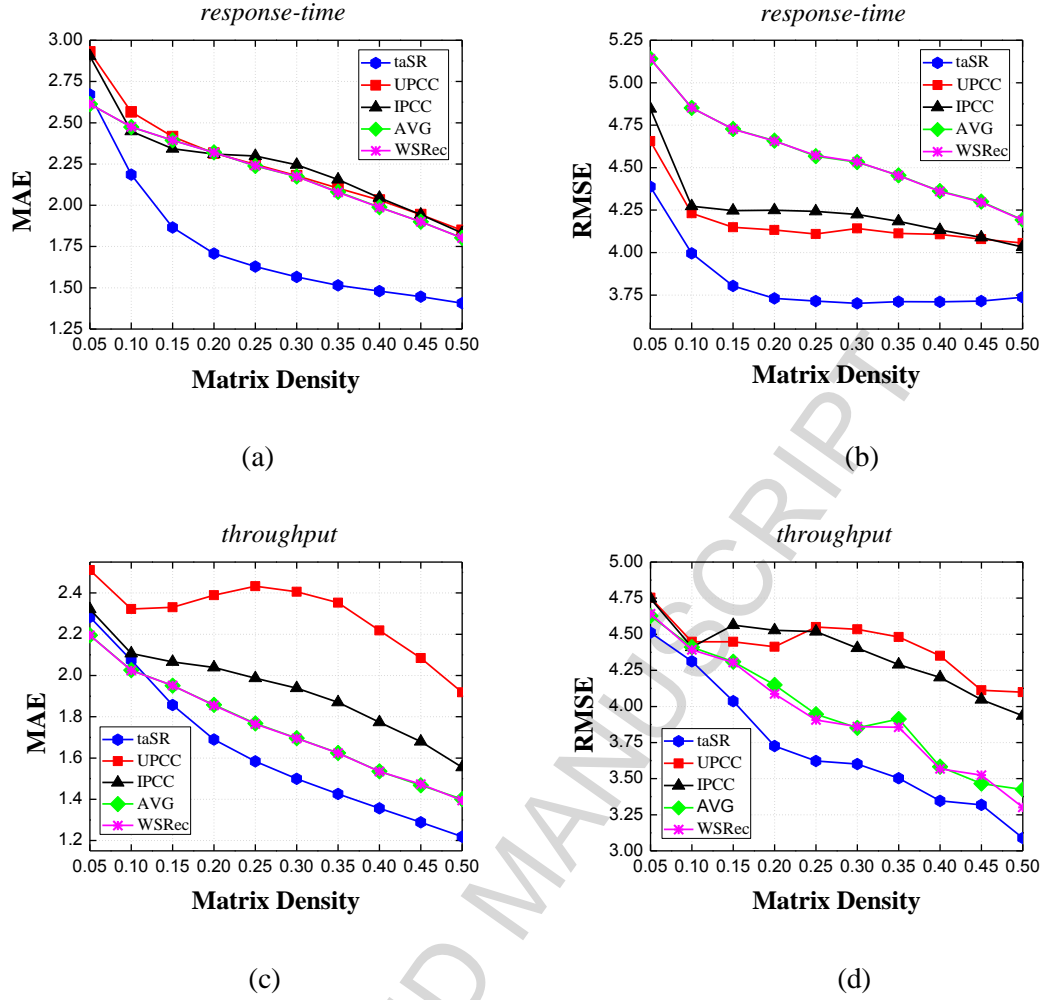 response-time
3.00
2.75
2.50
2.25
2.00
1.75
1.50
1.25
MAE
taSR
UPCC
IPCC
AVG
WSRec
0.05 0.10 0.15 0.20 0.25 0.30 0.35 0.40 0.45 0.50
Matrix Density
(a)
response-time
5.25
5.00
4.75
4.50
4.25
4.00
3.75
RMSE
taSR
UPCC
IPCC
AVG
WSRec
0.05 0.10 0.15 0.20 0.25 0.30 0.35 0.40 0.45 0.50
Matrix Density
(b)
throughput
2.4
2.2
2.0
1.8
1.6
1.4
1.2
MAE
taSR
UPCC
IPCC
AVG
WSRec
0.05 0.10 0.15 0.20 0.25 0.30 0.35 0.40 0.45 0.50
Matrix Density
(c)
throughput
5.00
4.75
4.50
4.25
4.00
3.75
3.50
3.25
3.00
RMSE
taSR
UPCC
IPCC
AVG
WSRec
0.05 0.10 0.15 0.20 0.25 0.30 0.35 0.40 0.45 0.50
Matrix Density
(d)
MANUSCRIPT